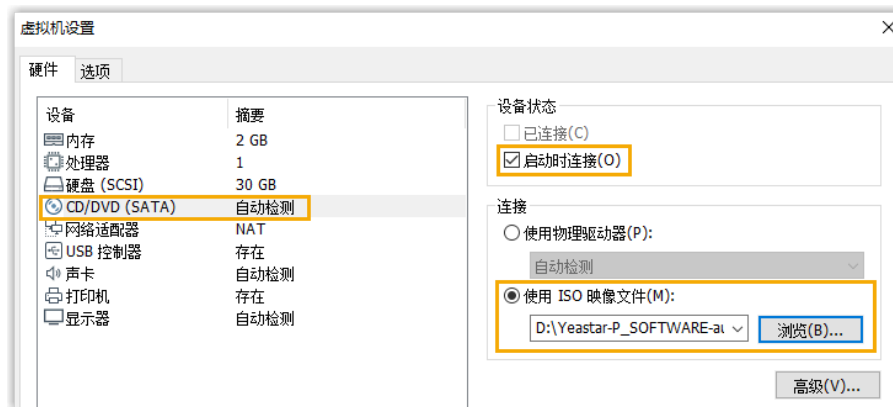 虚拟机设置
硬件 选项
设备 摘要
内存 2 GB
处理器 1
硬盘 (SCSI) 30 GB
CD/DVD (SATA) 自动检测
网络适配器 NAT
USB 控制器 存在
声卡 自动检测
打印机 存在
显示器 自动检测
设备状态
已连接(C)
启动时连接(O)
连接
使用物理驱动器(P):
自动检测
使用 ISO 映像文件(M):
D:\Yeastar-P_SOFTWARE-au 浏览(B)...
高级(V)...